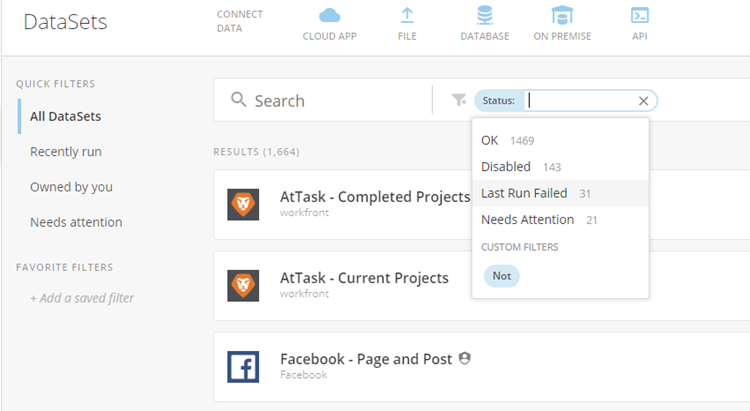 DataSets
CONNECT
DATA
CLOUD APP
FILE
DATABASE
ON PREMISE
API
QUICK FILTERS
All DataSets
Recently run
Owned by you
Needs attention
FAVORITE FILTERS
+ Add a saved filter
Search
Status:
OK 1469
Disabled 143
Last Run Failed 31
Needs Attention 21
CUSTOM FILTERS
Not
RESULTS (1,664)
AtTask - Completed Projects
workfront
AtTask - Current Projects
workfront
Facebook - Page and Post
Facebook